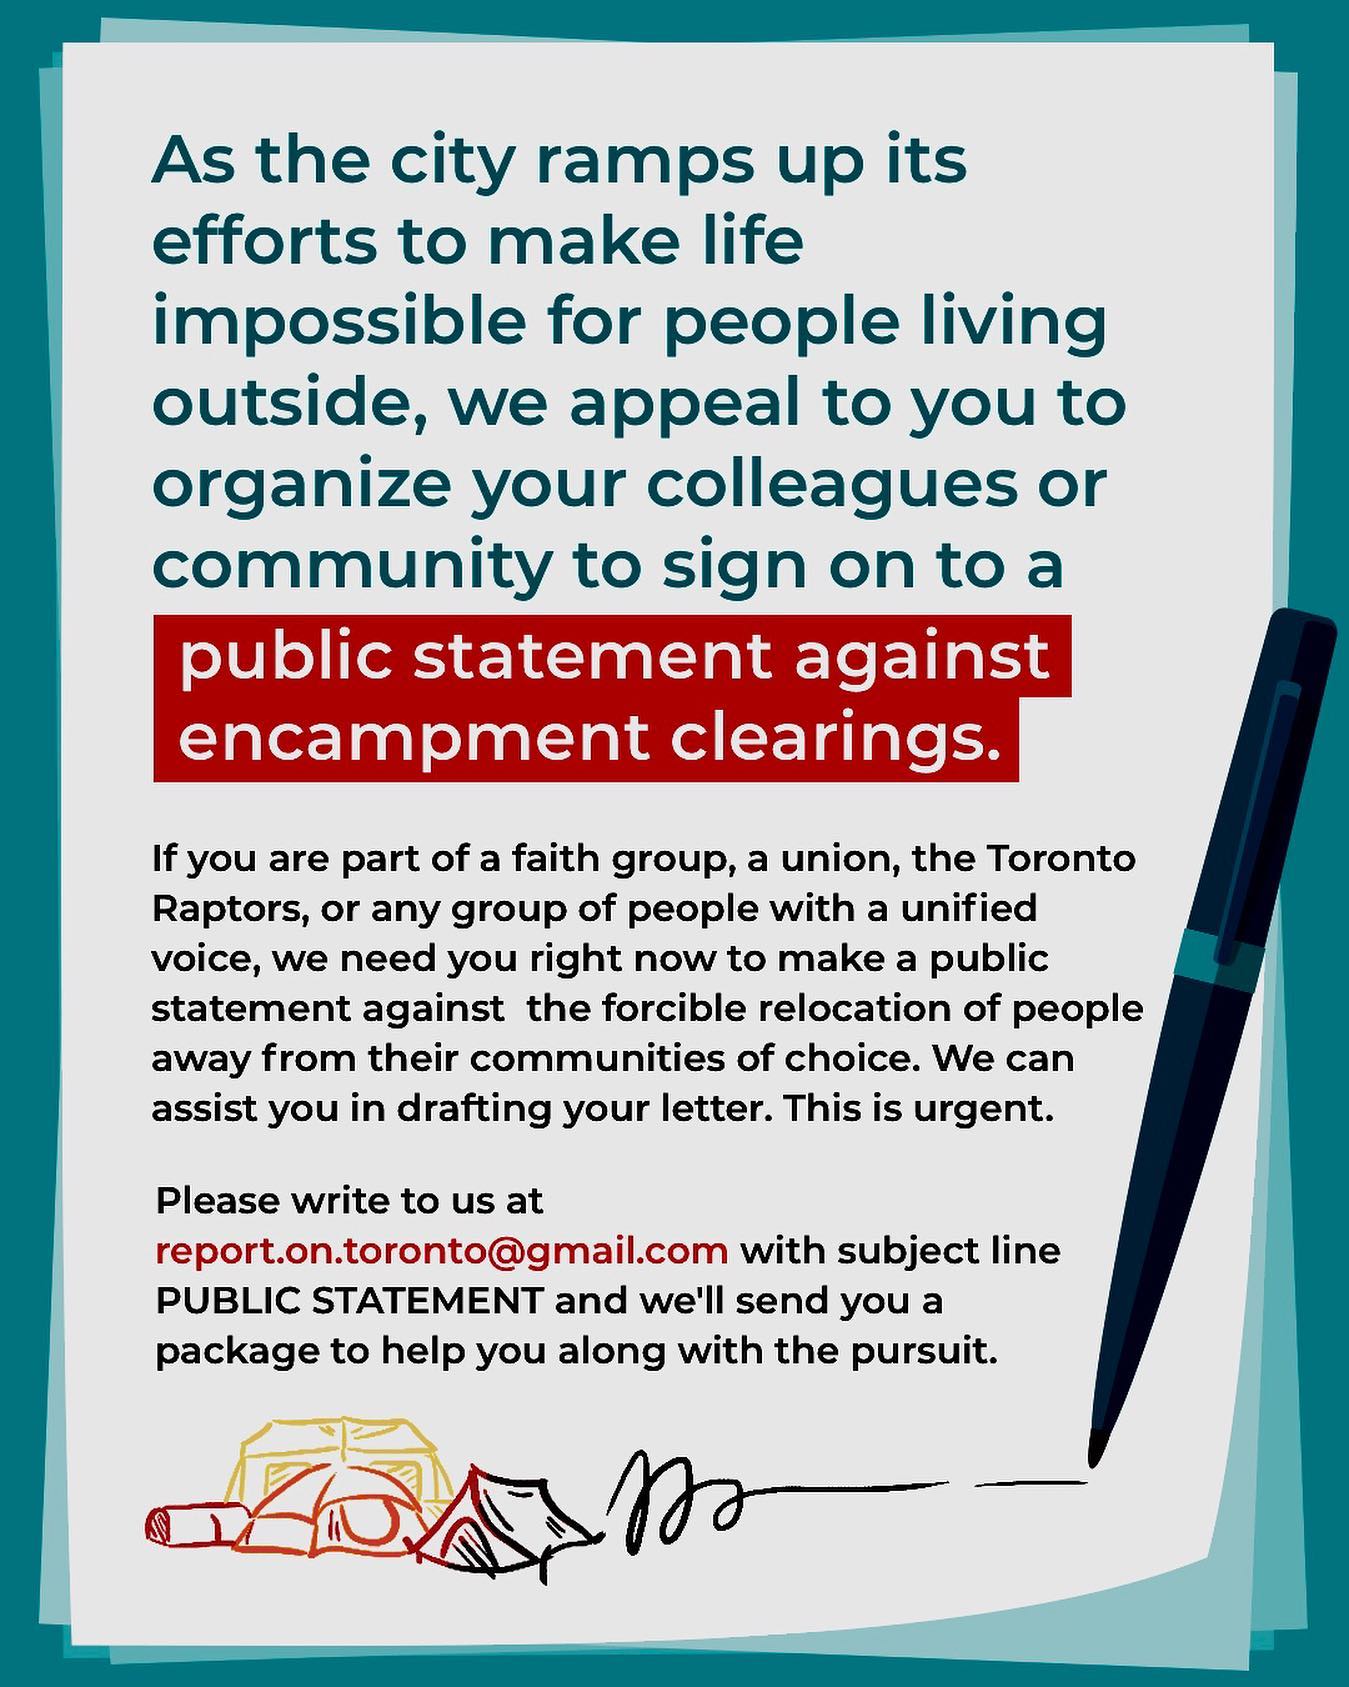 As the city ramps up its
efforts to make life
impossible for people living
outside, we appeal to you to
organize your colleagues or
community to sign on to a
public statement against
encampment clearings.
If you are part of a faith group, a union, the Toronto
Raptors, or any group of people with a unified
voice, we need you right now to make a public
statement against  the forcible relocation of people
away from their communities of choice. We can
assist you in drafting your letter. This is urgent.
Please write to us at
report.on.toronto@gmail.com with subject line
PUBLIC STATEMENT and we'll send you a
package to help you along with the pursuit.